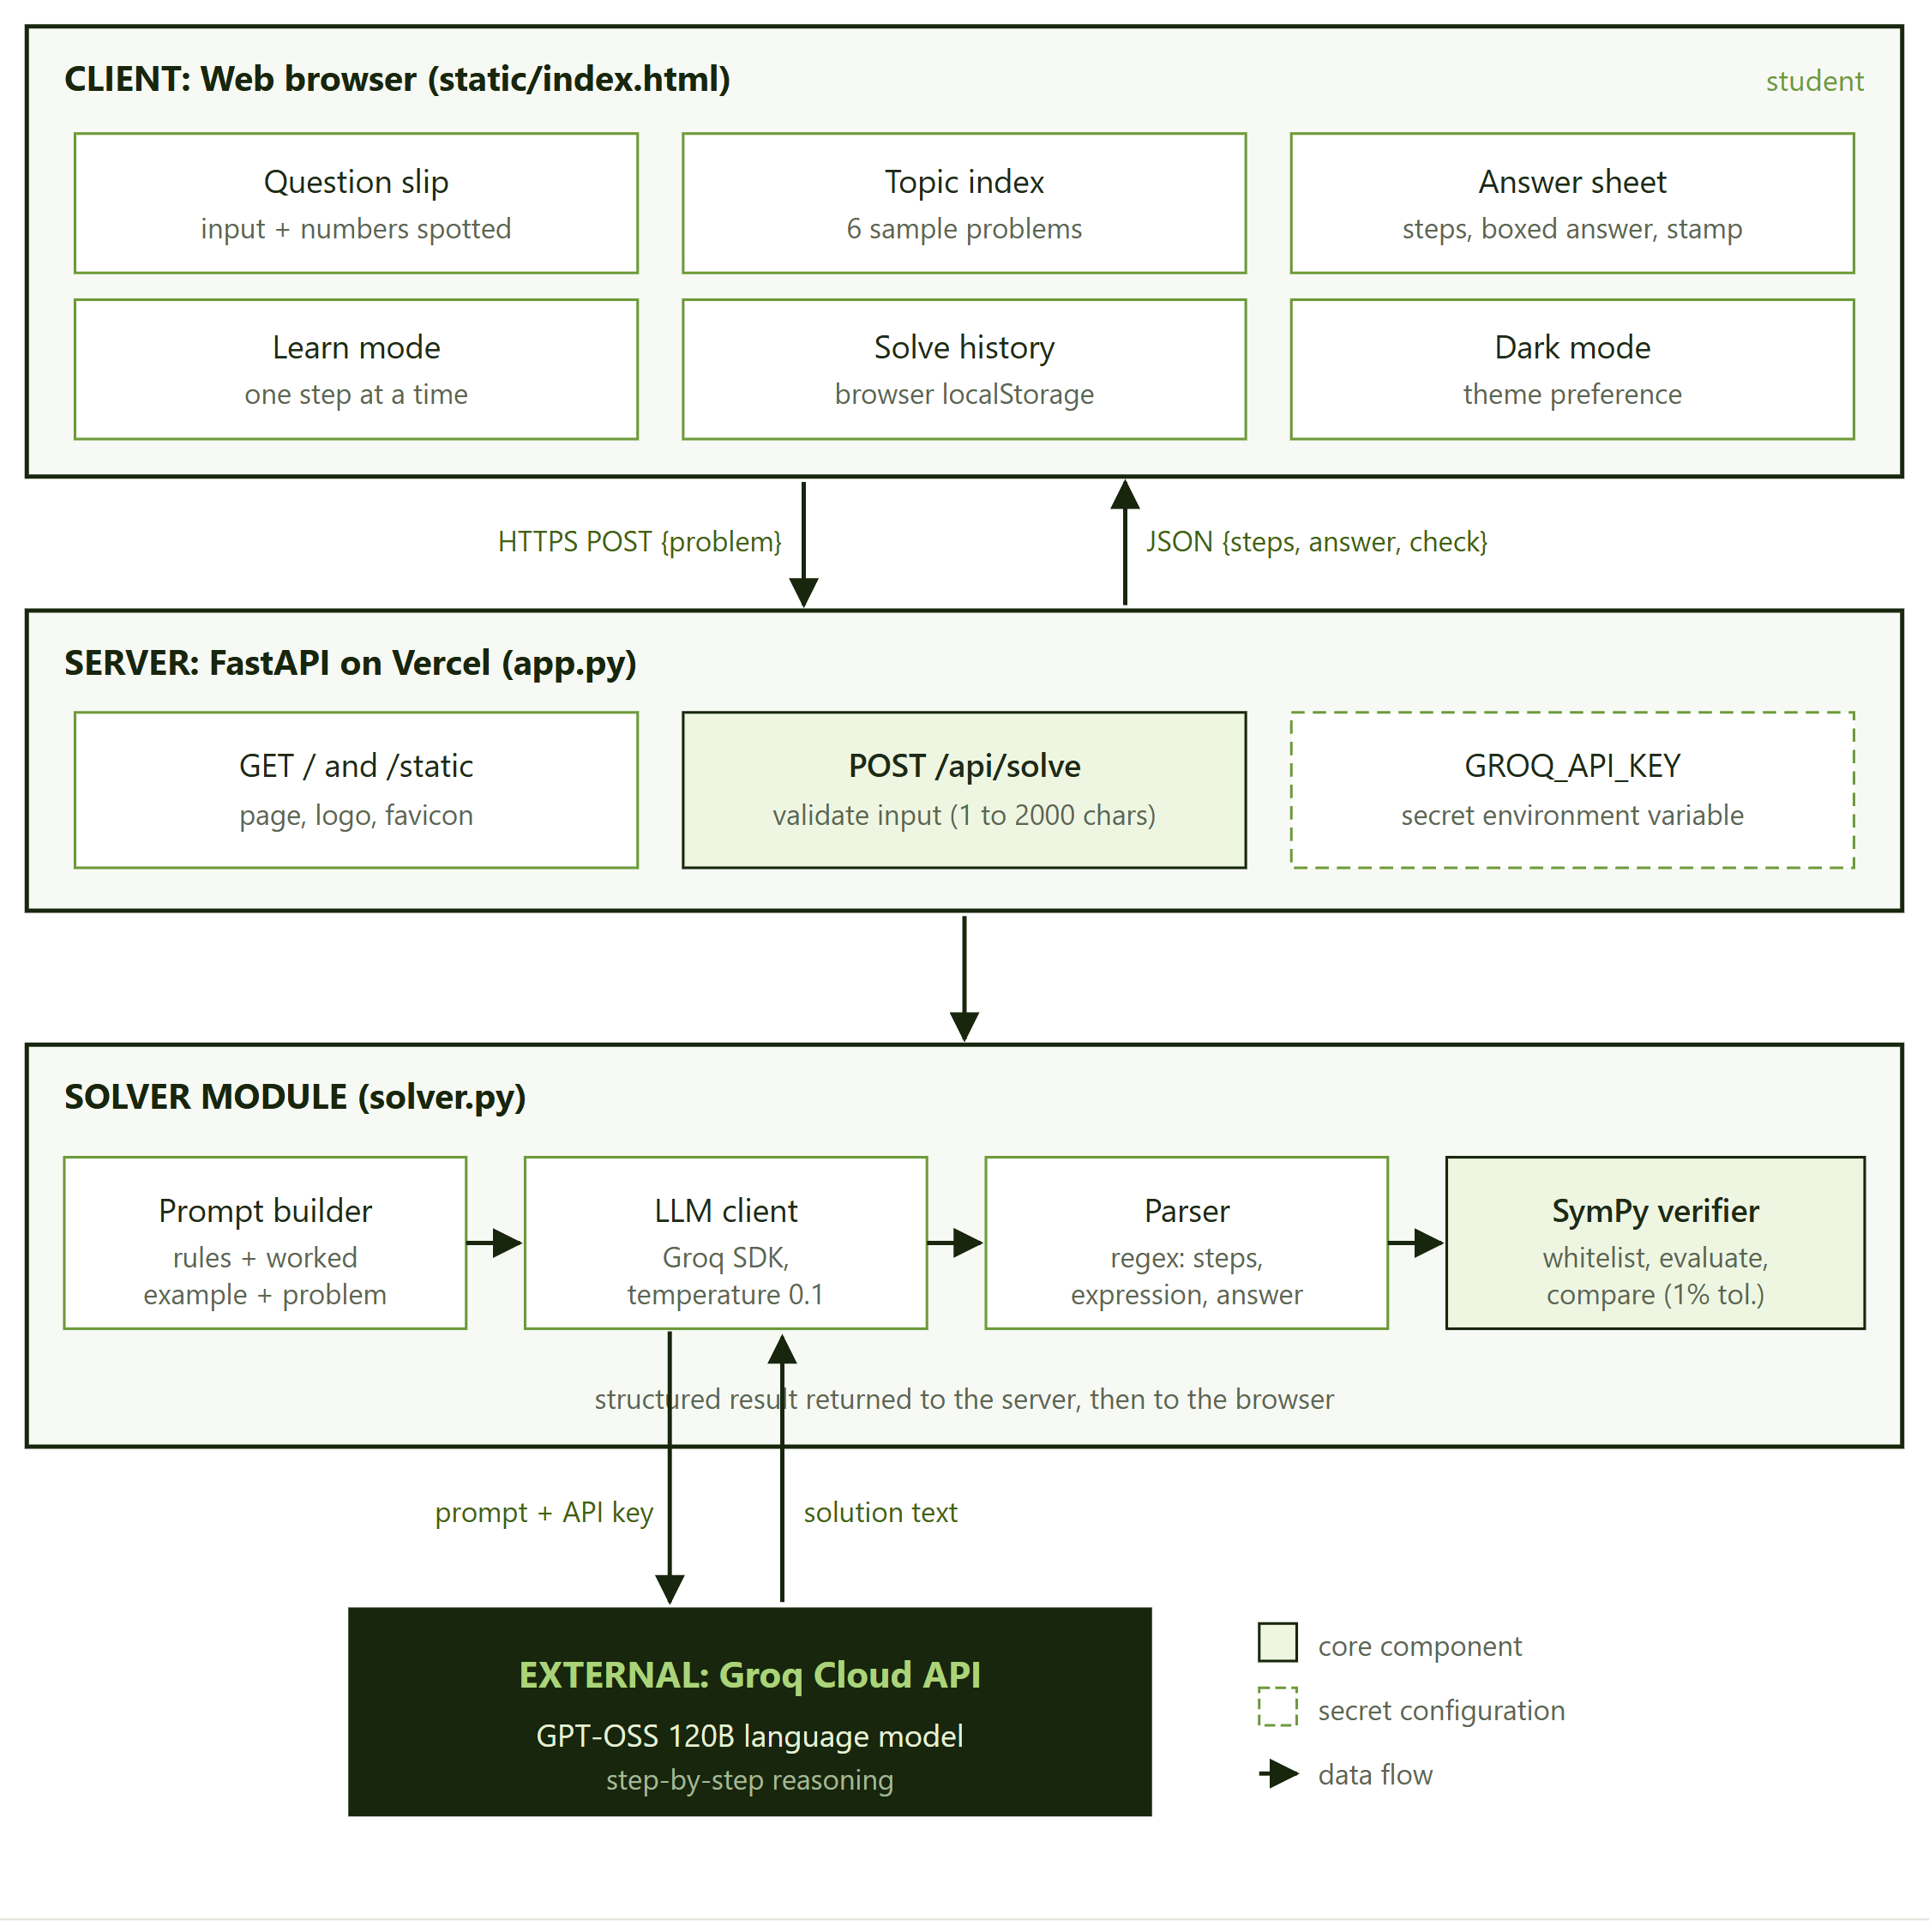 CLIENT: Web browser (static/index.html)
student
Question slip
input + numbers spotted
Topic index
6 sample problems
Answer sheet
steps, boxed answer, stamp
Learn mode
one step at a time
Solve history
browser localStorage
Dark mode
theme preference
HTTPS POST {problem}
JSON {steps, answer, check}
SERVER: FastAPI on Vercel (app.py)
GET / and /static
page, logo, favicon
POST /api/solve
validate input (1 to 2000 chars)
GROQ_API_KEY
secret environment variable
SOLVER MODULE (solver.py)
Prompt builder
rules + worked
example + problem
LLM client
Groq SDK,
temperature 0.1
Parser
regex: steps,
expression, answer
SymPy verifier
whitelist, evaluate,
compare (1% tol.)
structured result returned to the server, then to the browser
prompt + API key
solution text
EXTERNAL: Groq Cloud API
GPT-OSS 120B language model
step-by-step reasoning
core component
secret configuration
data flow